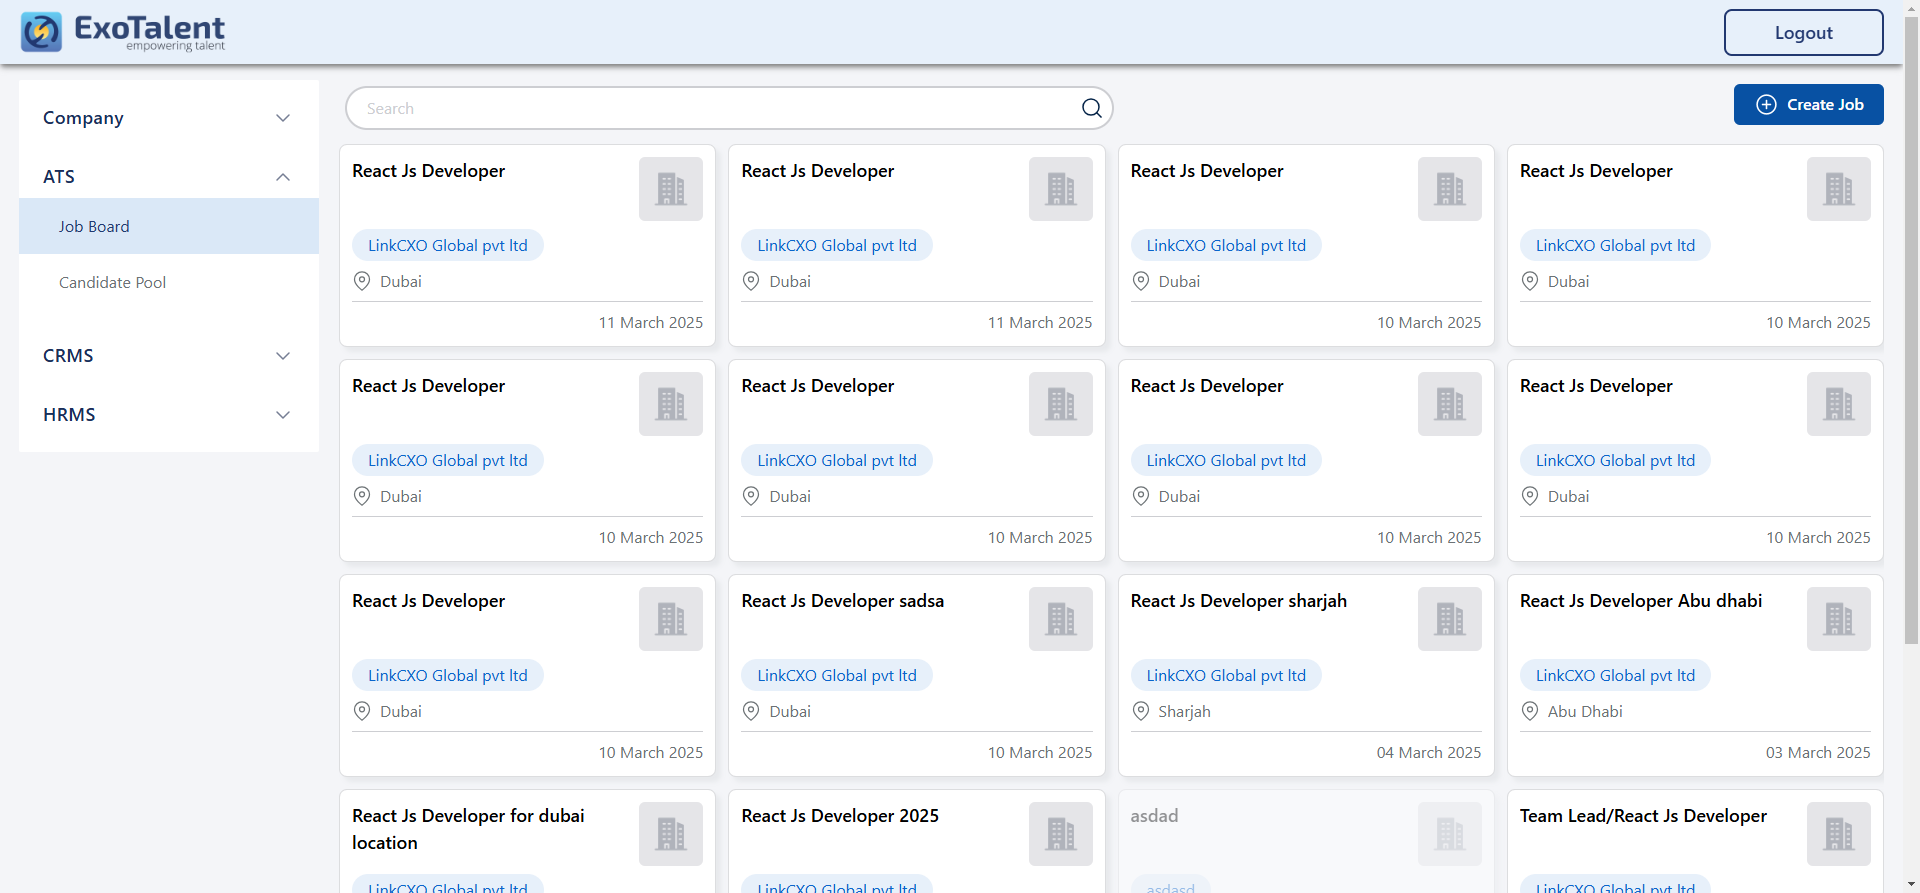 ExoTalent
empowering talent
Logout
Company
ATS
Job Board
Candidate Pool
CRMS
HRMS
Search
Create Job
React Js Developer
LinkCXO Global pvt ltd
Dubai
11 March 2025
React Js Developer
LinkCXO Global pvt ltd
Dubai
11 March 2025
React Js Developer
LinkCXO Global pvt ltd
Dubai
10 March 2025
React Js Developer
LinkCXO Global pvt ltd
Dubai
10 March 2025
React Js Developer
LinkCXO Global pvt ltd
Dubai
10 March 2025
React Js Developer
LinkCXO Global pvt ltd
Dubai
10 March 2025
React Js Developer
LinkCXO Global pvt ltd
Dubai
10 March 2025
React Js Developer
LinkCXO Global pvt ltd
Dubai
10 March 2025
React Js Developer
LinkCXO Global pvt ltd
Dubai
10 March 2025
React Js Developer sadsa
LinkCXO Global pvt ltd
Dubai
10 March 2025
React Js Developer sharjah
LinkCXO Global pvt ltd
Sharjah
04 March 2025
React Js Developer Abu dhabi
LinkCXO Global pvt ltd
Abu Dhabi
03 March 2025
React Js Developer for dubai
location
LinkCXO Global pvt ltd
React Js Developer 2025
LinkCXO Global pvt ltd
asdad
asdasd
Team Lead/React Js Developer
LinkCXO Global pvt ltd